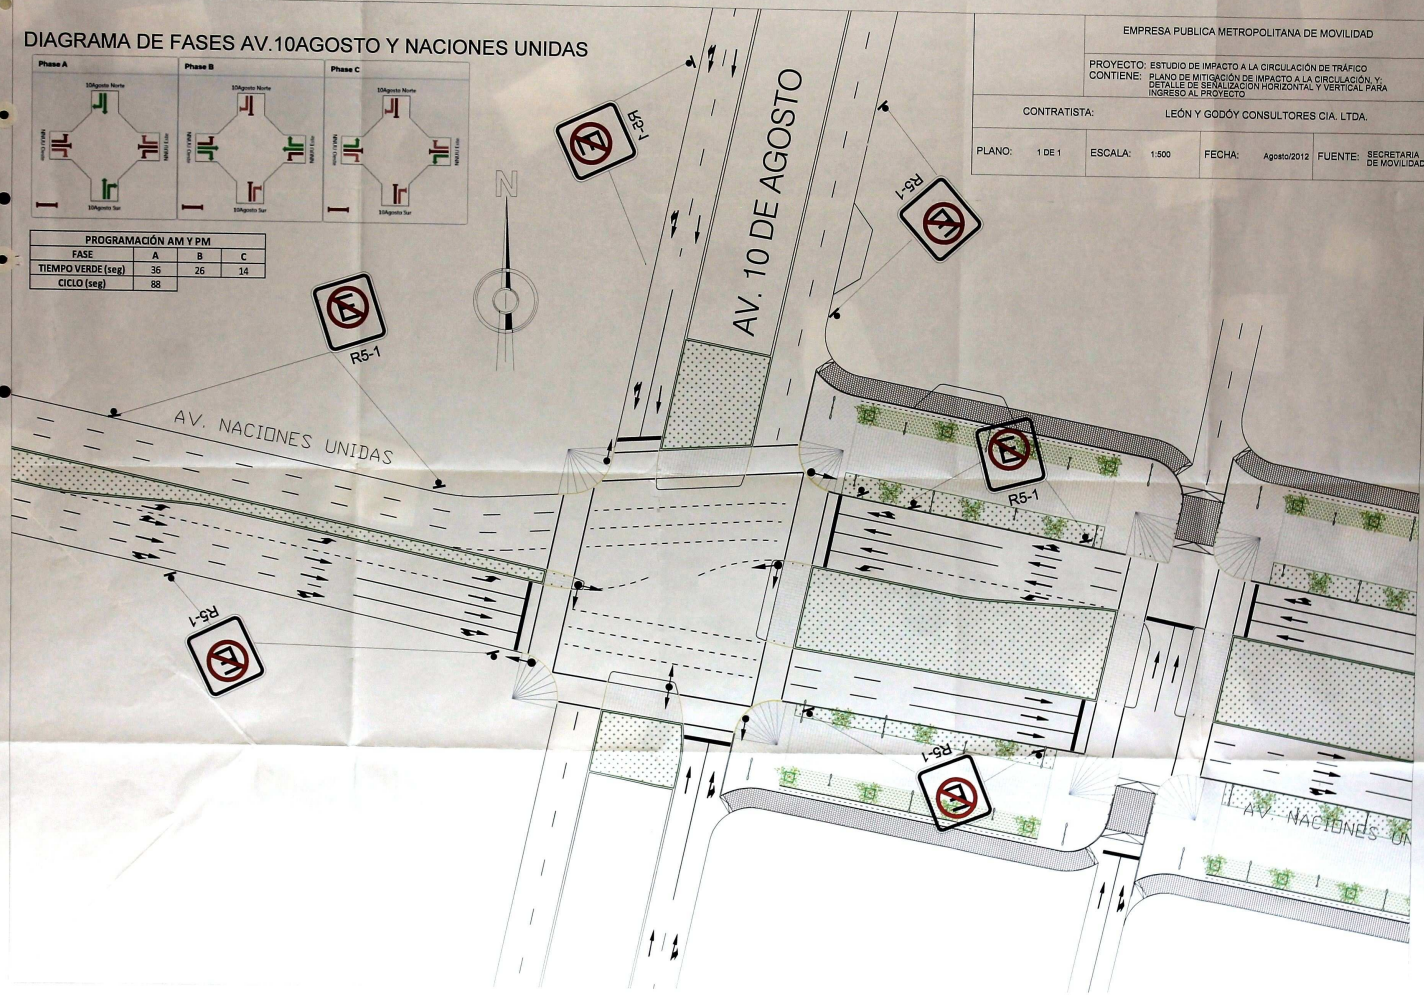 DIAGRAMA DE FASES AV.10AGOSTO Y NACIONES UNIDAS
Phase A
Phase B
Phase C
10Agosto Norte
10Agosto Norte
10Agosto Norte
10Agosto Sur
10Agosto Sur
10Agosto Sur
PROGRAMACIÓN AM Y PM
FASE A B C
TIEMPO VERDE (seg) 36 26 14
CICLO (seg) 88
EMPRESA PUBLICA METROPOLITANA DE MOVILIDAD
PROYECTO: ESTUDIO DE IMPACTO A LA CIRCULACIÓN DE TRÁFICO
CONTIENE: PLANO DE MITIGACIÓN DE IMPACTO A LA CIRCULACIÓN, Y:
DETALLE DE SEÑALIZACIÓN HORIZONTAL Y VERTICAL PARA
INGRESO AL PROYECTO
CONTRATISTA: LEÓN Y GODÓY CONSULTORES CIA. LTDA.
PLANO: 1 DE 1 ESCALA: 1:500 FECHA: Agosto/2012 FUENTE: SECRETARIA
DE MOVILIDAD
N
AV. 10 DE AGOSTO
E
R5-1
E
R5-1
E
R5-1
AV. NACIONES UNIDAS
E
R5-1
R5-1
E
R5-1
E
AV. NACIONES UN